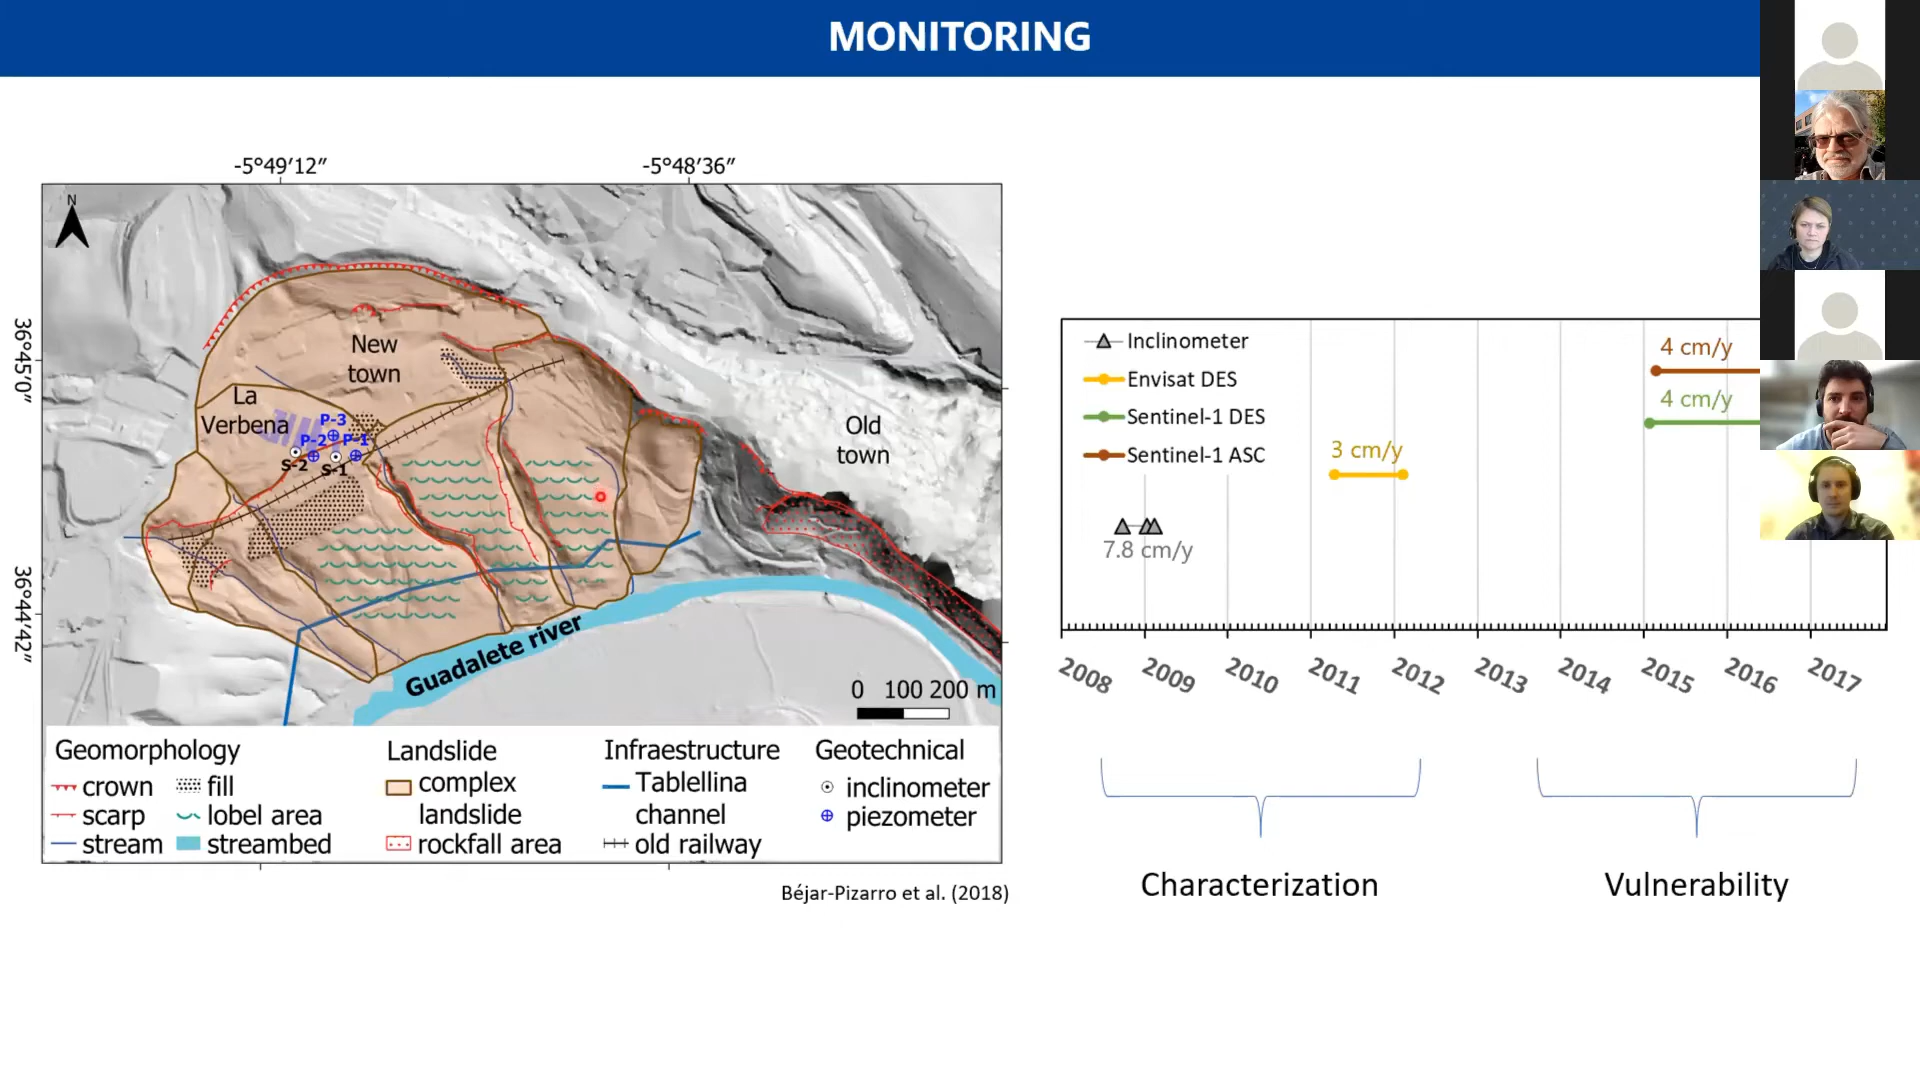 MONITORING
-5°49′12″
-5°48′36″
N
36°45′0″
36°44′42″
New
town
La
Verbena
P-3
P-2
P-1
S-2
S-1
Old
town
Guadalete river
0 100 200 m
Geomorphology
crown
fill
scarp
lobel area
stream
streambed
Landslide
complex
landslide
rockfall area
Infraestructure
Tablellina
channel
old railway
Geotechnical
inclinometer
piezometer
Béjar-Pizarro et al. (2018)
Inclinometer
Envisat DES
Sentinel-1 DES
Sentinel-1 ASC
4 cm/y
4 cm/y
3 cm/y
7.8 cm/y
2008
2009
2010
2011
2012
2013
2014
2015
2016
2017
Characterization
Vulnerability